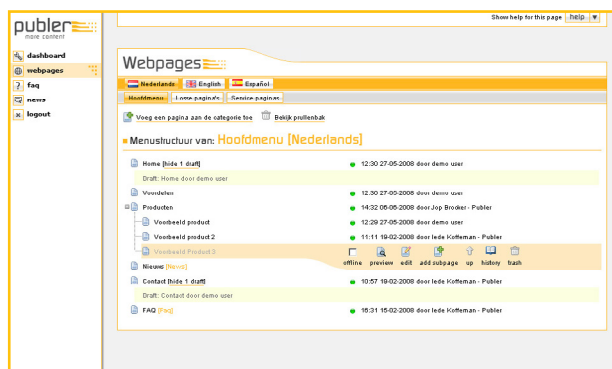 publer
more content
Show help for this page help
dashboard
webpages
faq
news
logout
Webpages
Nederlands English Español
Hoofdmenu Losse pagina's Service paginas
Voeg een pagina aan de categorie toe Bekijk prullenbak
Menustructuur van: Hoofdmenu [Nederlands]
Home [hide 1 draft] 12:30 27-05-2008 door demo user
Draft: Home door demo user
Voordelen 12:30 27-05-2008 door demo user
Producten 14:32 06-06-2008 door Jop Brocker - Publer
Voorbeeld product 12:29 27-05-2008 door demo user
Voorbeeld product 2 11:11 19-02-2008 door Iede Koffeman - Publer
Voorbeeld Product 3
offline preview edit add subpage up history trash
Nieuws [News]
Contact [hide 1 draft] 10:57 19-02-2008 door Iede Koffeman - Publer
Draft: Contact door demo user
FAQ [Faq] 16:31 15-02-2008 door Iede Koffeman - Publer